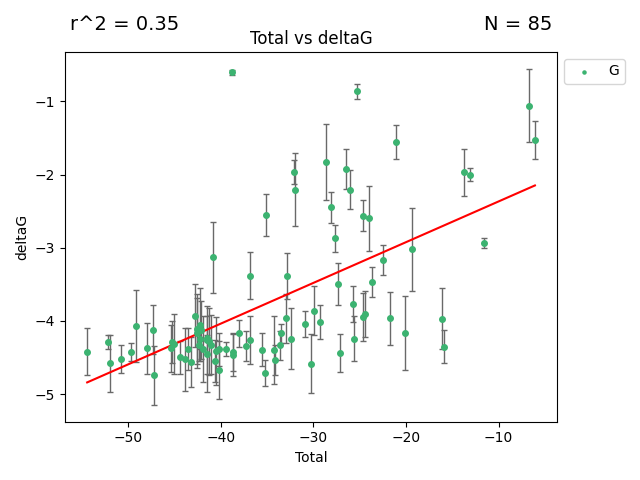 r^2 = 0.35
N = 85
Total vs deltaG
G
deltaG
−1
−2
−3
−4
−5
−50 −40 −30 −20 −10
Total